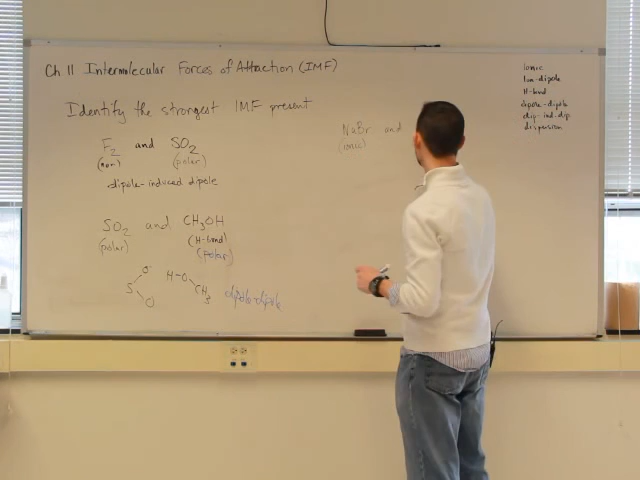 Ch 11 Intermolecular Forces of Attraction (IMF)
Identify the strongest IMF present
F2 and SO2
(non) (polar)
dipole-induced dipole
SO2 and CH3OH
(polar) (H-bond)
(polar)
O H-O
S CH3
O dipole-dipole
NaBr and
(ionic)
ionic
Ion-dipole
H-bond
dipole-dipole
dip-ind-dip
dispersion